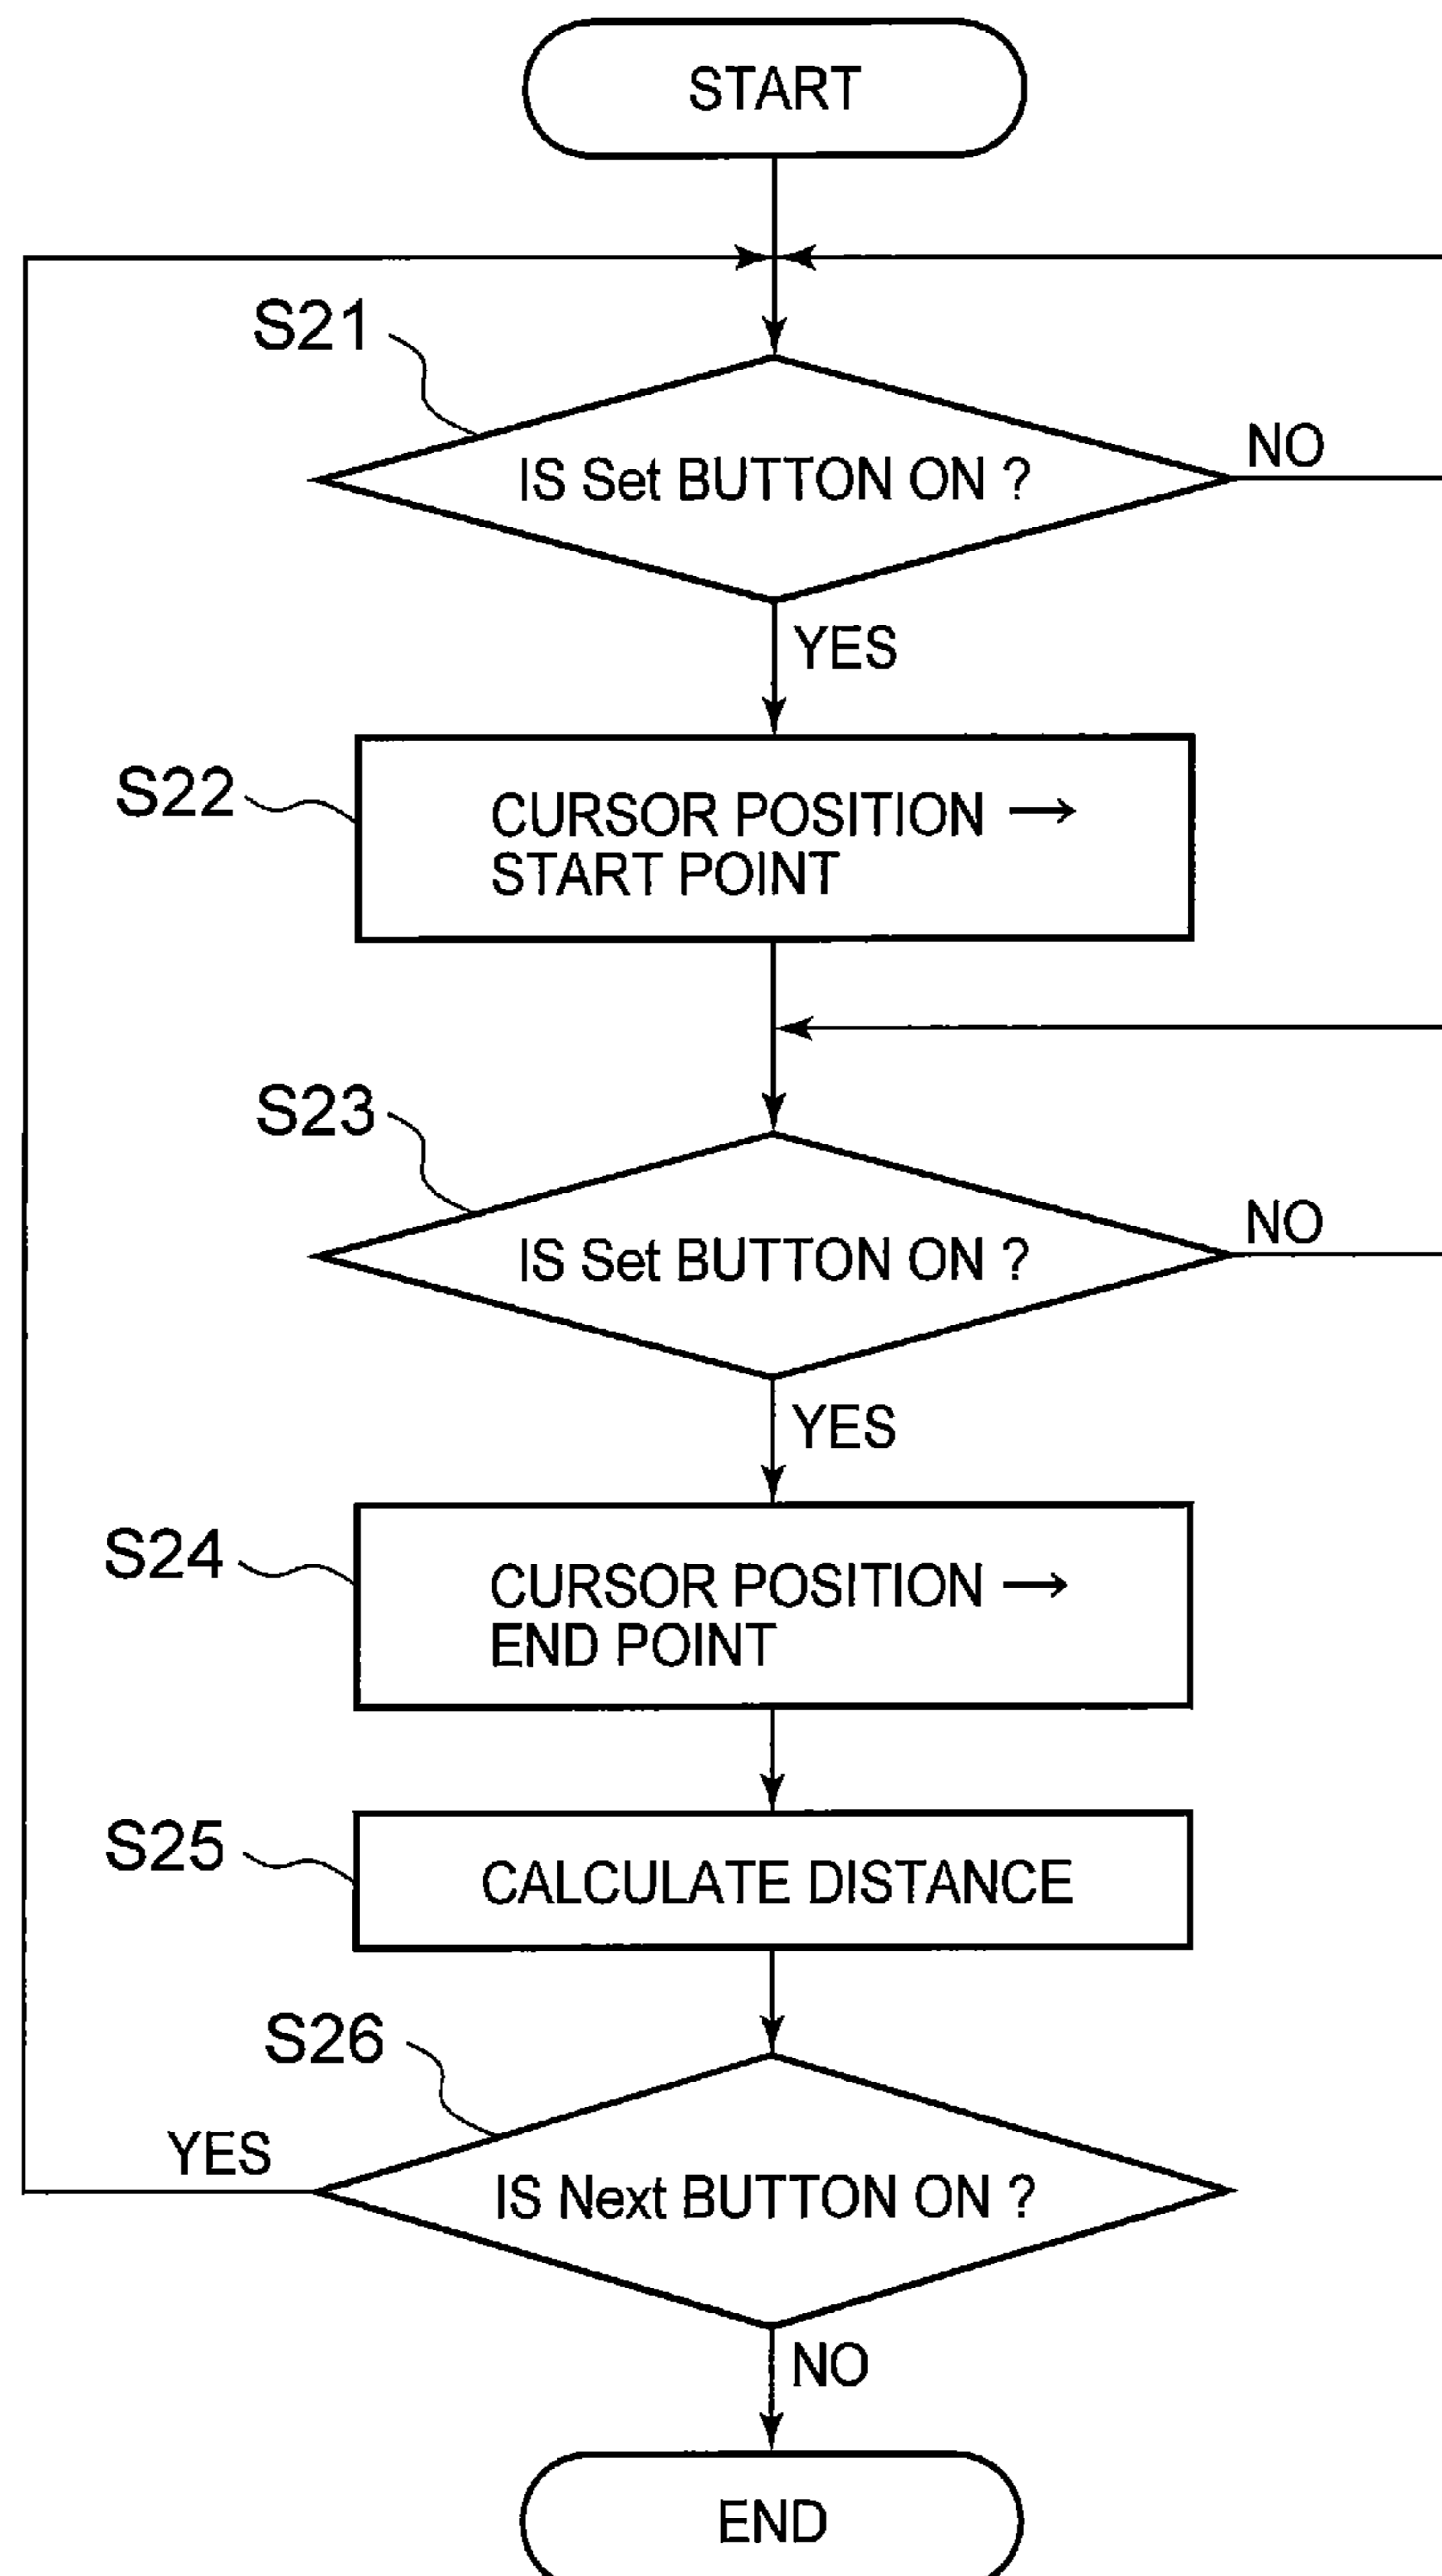 START
S21
IS Set BUTTON ON ?
NO
YES
S22
CURSOR POSITION →
START POINT
S23
IS Set BUTTON ON ?
NO
YES
S24
CURSOR POSITION →
END POINT
S25
CALCULATE DISTANCE
S26
YES
IS Next BUTTON ON ?
NO
END